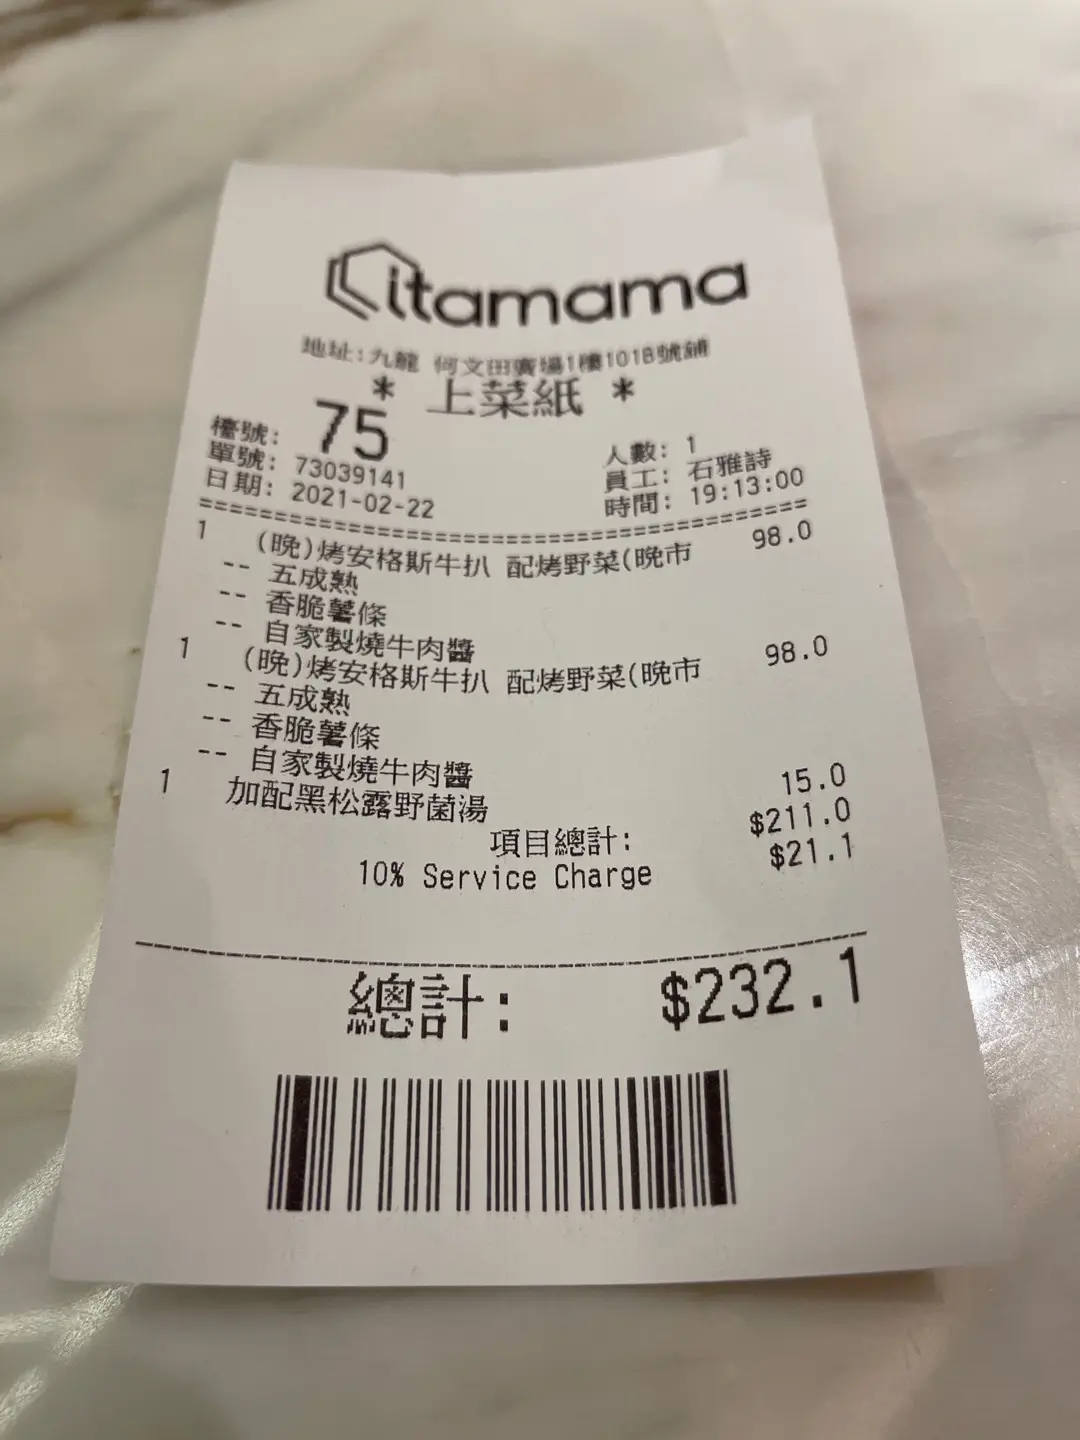 itamama
地址:九龍 何文田廣場1樓101B號鋪
* 上菜紙 *
檯號: 75 人數: 1
單號: 73039141 員工: 石雅詩
日期: 2021-02-22 時間: 19:13:00
1 (晚)烤安格斯牛扒 配烤野菜(晚市 98.0
-- 五成熟
-- 香脆薯條
-- 自家製燒牛肉醬
1 (晚)烤安格斯牛扒 配烤野菜(晚市 98.0
-- 五成熟
-- 香脆薯條
-- 自家製燒牛肉醬
1 加配黑松露野菌湯 15.0
項目總計: $211.0
10% Service Charge $21.1
總計: $232.1